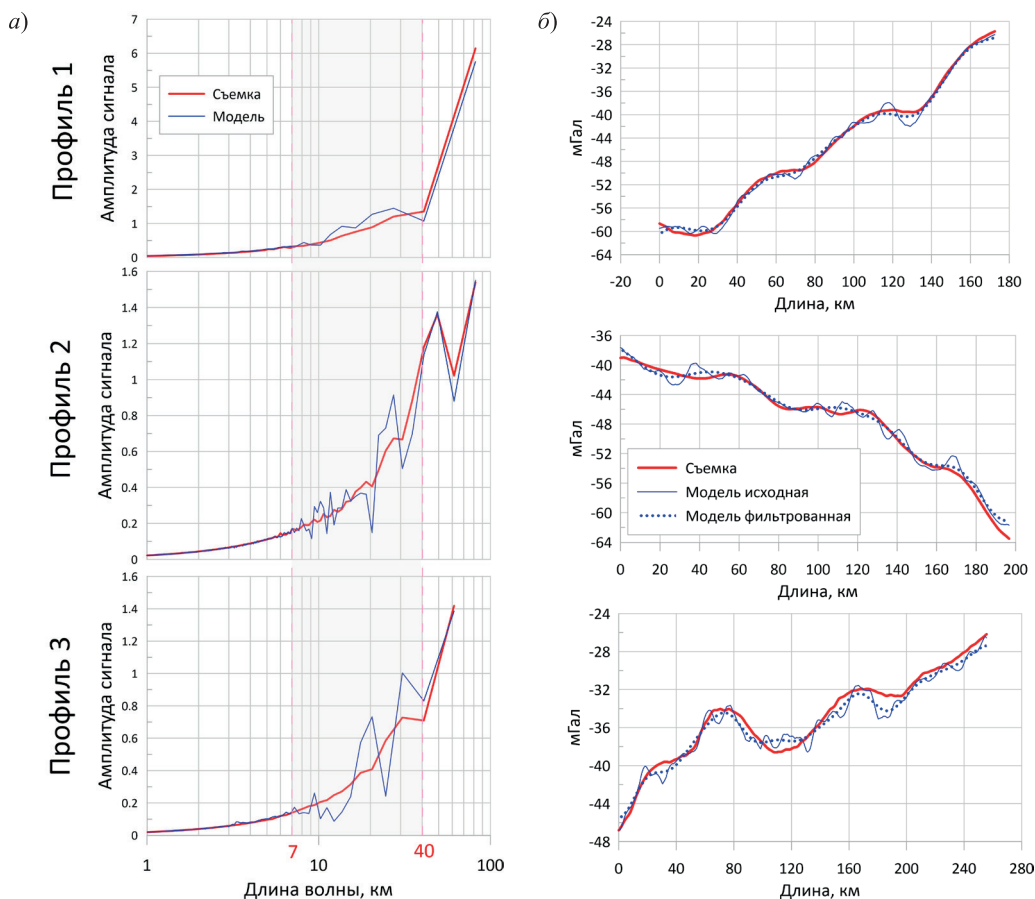 а)
Профиль 1
Амплитуда сигнала
7
6
5
4
3
2
1
0
Съемка
Модель
Профиль 2
Амплитуда сигнала
1.6
1.4
1.2
1
0.8
0.6
0.4
0.2
0
Профиль 3
Амплитуда сигнала
1.6
1.4
1.2
1
0.8
0.6
0.4
0.2
0
1 7 10 40 100
Длина волны, км
б)
мГал
-24
-28
-32
-36
-40
-44
-48
-52
-56
-60
-64
-20 0 20 40 60 80 100 120 140 160 180
Длина, км
мГал
-36
-40
-44
-48
-52
-56
-60
-64
Съемка
Модель исходная
Модель фильтрованная
0 20 40 60 80 100 120 140 160 180 200
Длина, км
мГал
-24
-28
-32
-36
-40
-44
-48
0 40 80 120 160 200 240 280
Длина, км